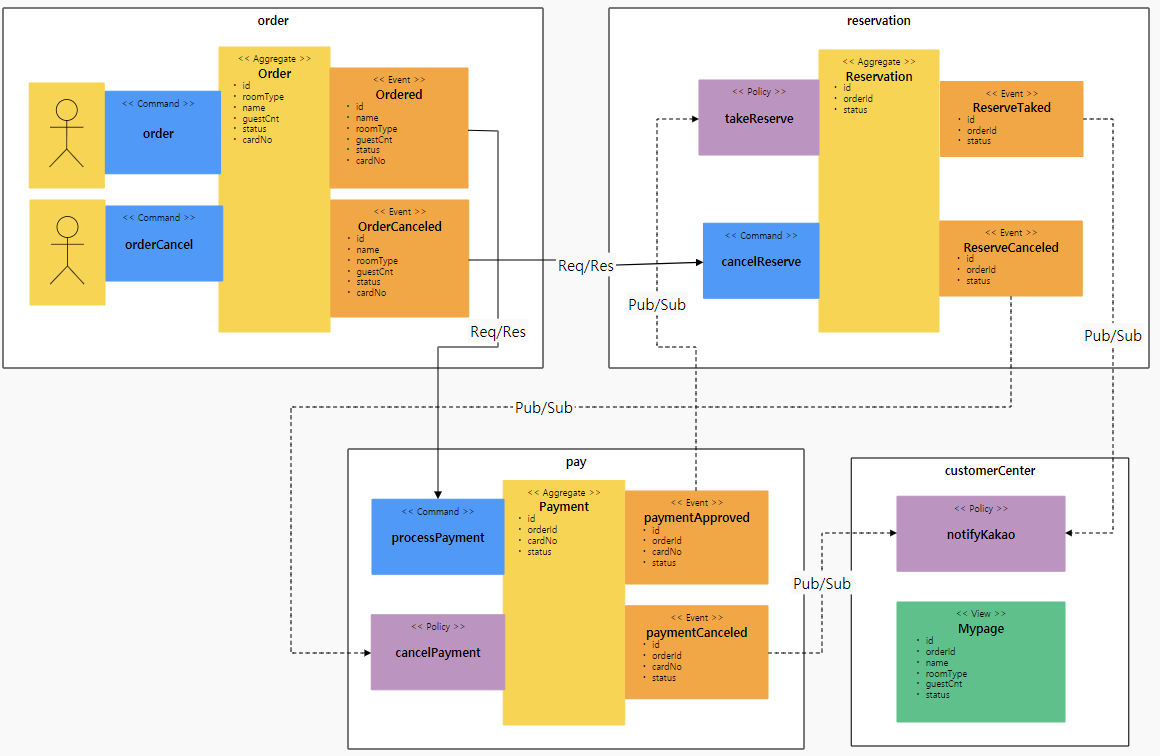 order
<< Command >>
order
<< Command >>
orderCancel
<< Aggregate >>
Order
· id
· roomType
· name
· guestCnt
· status
· cardNo
<< Event >>
Ordered
· id
· name
· roomType
· guestCnt
· status
· cardNo
<< Event >>
OrderCanceled
· id
· name
· roomType
· guestCnt
· status
· cardNo
Req/Res
Req/Res
reservation
<< Policy >>
takeReserve
<< Command >>
cancelReserve
<< Aggregate >>
Reservation
· id
· orderId
· status
<< Event >>
ReserveTaked
· id
· orderId
· status
<< Event >>
ReserveCanceled
· id
· orderId
· status
Pub/Sub
Pub/Sub
Pub/Sub
pay
<< Command >>
processPayment
<< Policy >>
cancelPayment
<< Aggregate >>
Payment
· id
· orderId
· cardNo
· status
<< Event >>
paymentApproved
· id
· orderId
· cardNo
· status
<< Event >>
paymentCanceled
· id
· orderId
· cardNo
· status
Pub/Sub
customerCenter
<< Policy >>
notifyKakao
<< View >>
Mypage
· id
· orderId
· name
· roomType
· guestCnt
· status